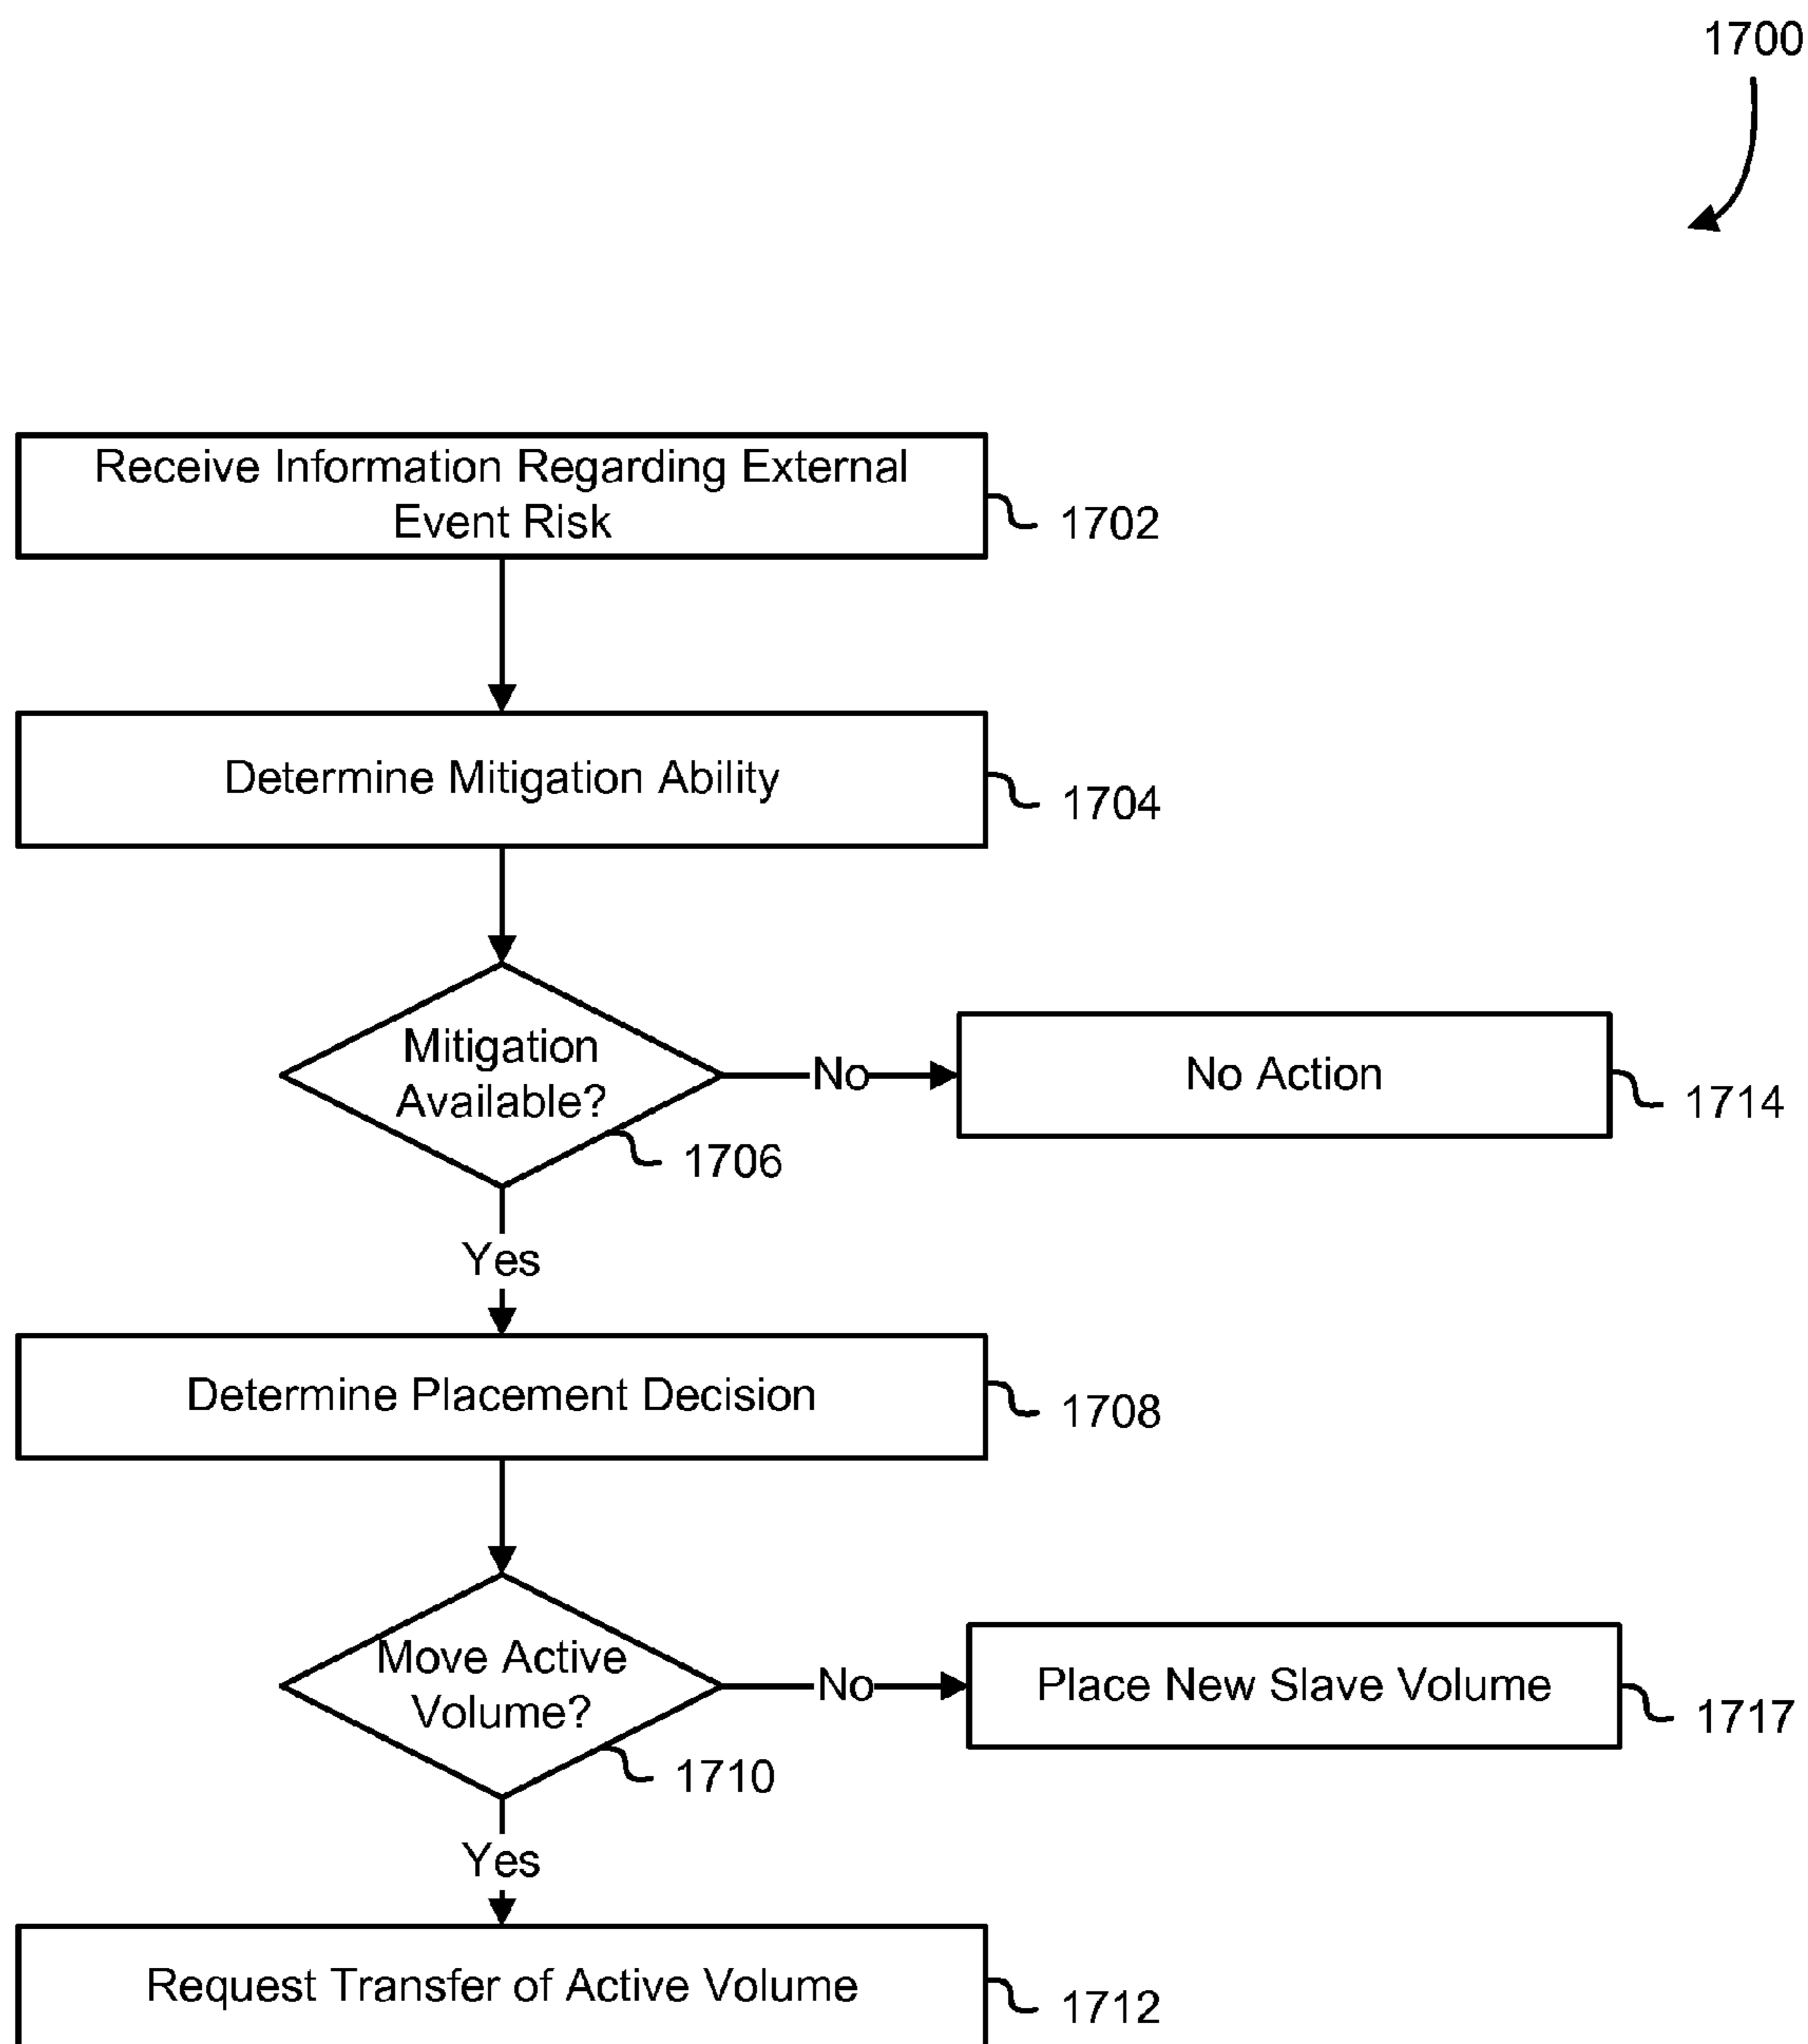 1700
Receive Information Regarding External
Event Risk
1702
Determine Mitigation Ability
1704
Mitigation
Available?
No
No Action
1714
1706
Yes
Determine Placement Decision
1708
Move Active
Volume?
No
Place New Slave Volume
1717
1710
Yes
Request Transfer of Active Volume
1712